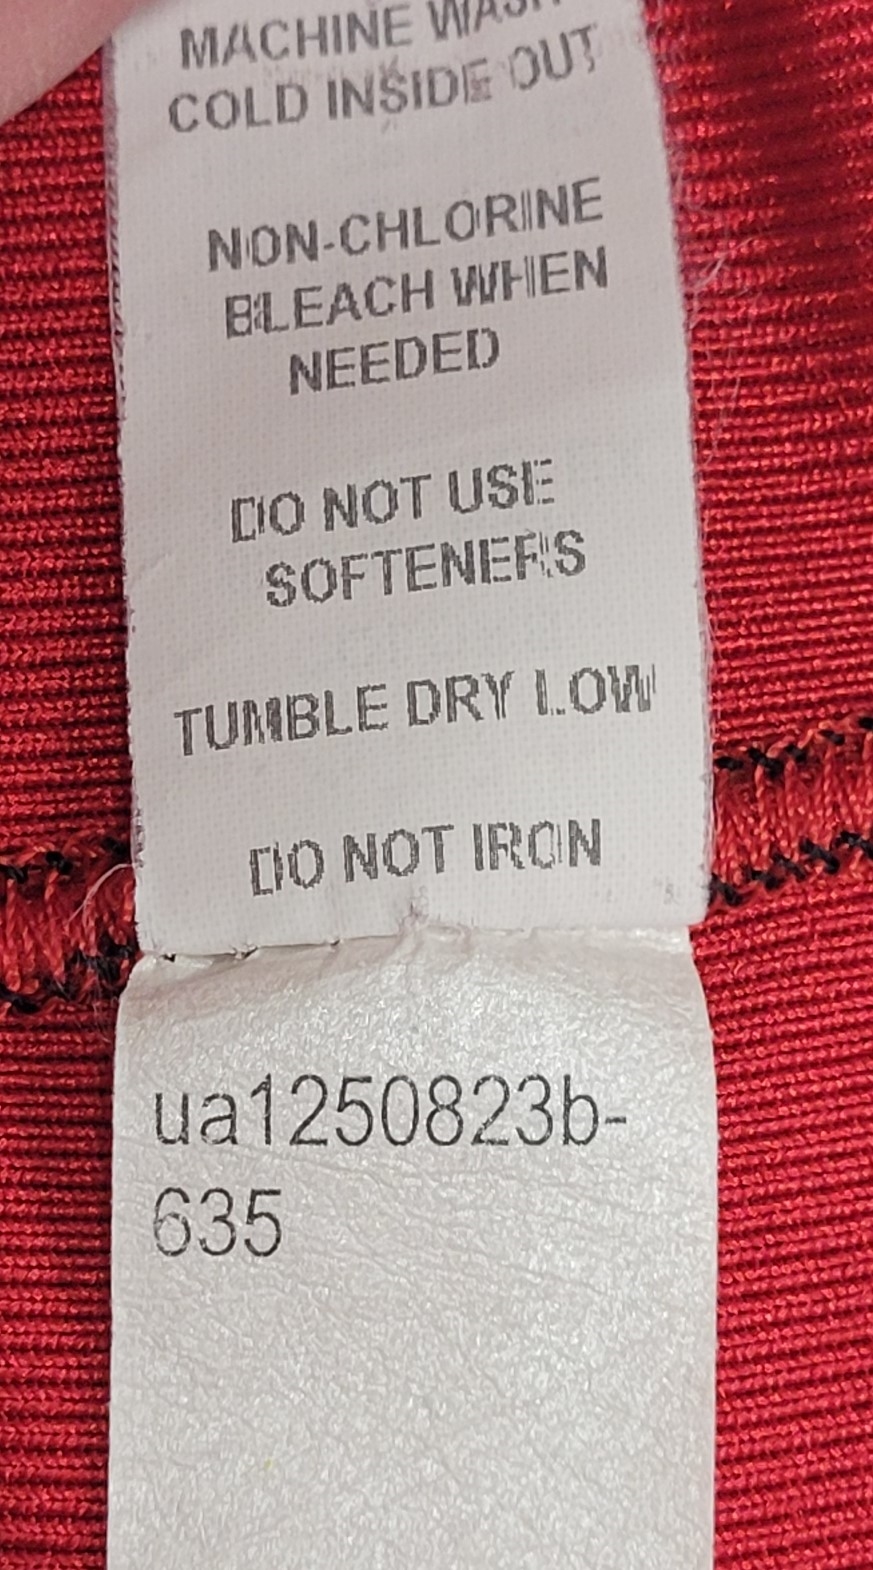 MACHINE WASH
COLD INSIDE OUT
NON-CHLORINE
BLEACH WHEN
NEEDED
DO NOT USE
SOFTENERS
TUMBLE DRY LOW
DO NOT IRON
ua1250823b-
635